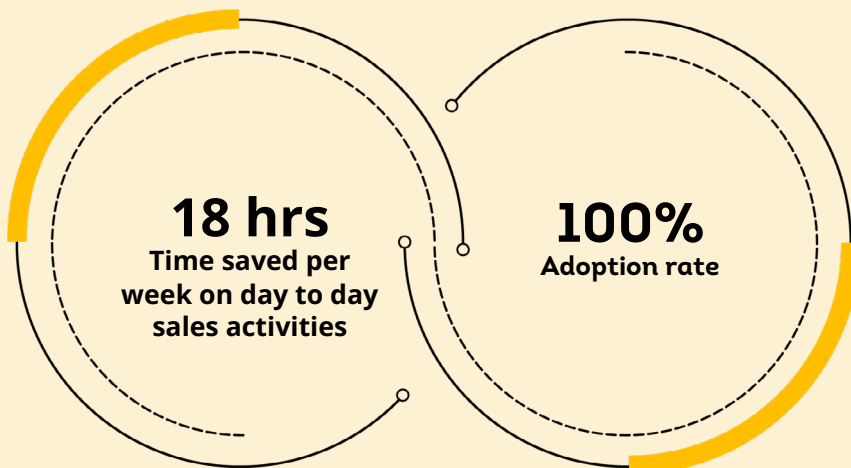 18 hrs
Time saved per
week on day to day
sales activities
100%
Adoption rate